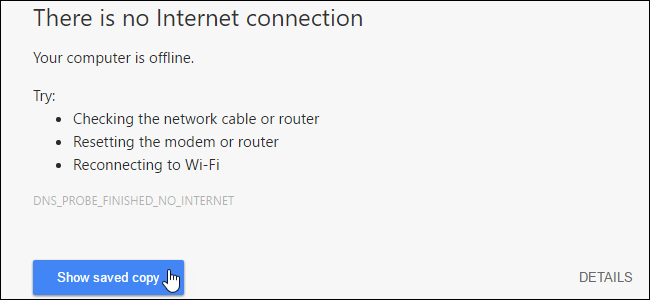 There is no Internet connection
Your computer is offline.
Try:
• Checking the network cable or router
• Resetting the modem or router
• Reconnecting to Wi-Fi
DNS_PROBE_FINISHED_NO_INTERNET
Show saved copy
DETAILS